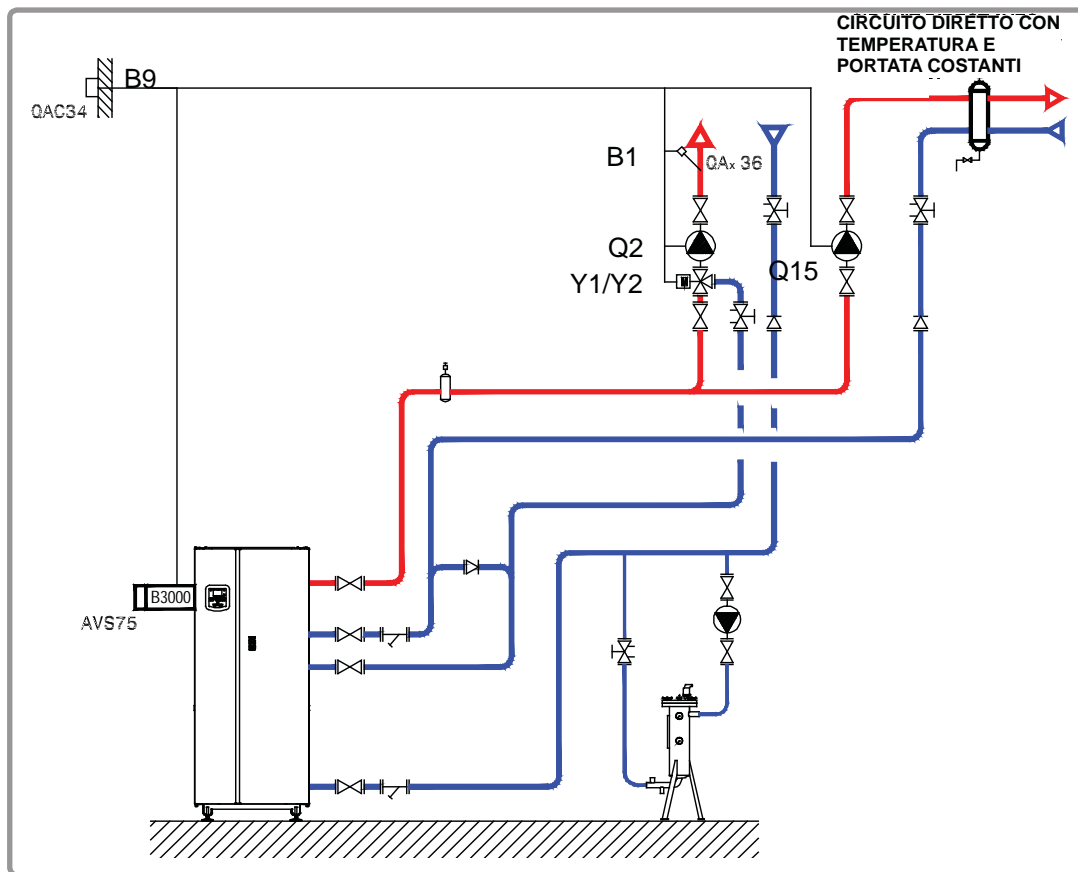 CIRCUITO DIRETTO CON
TEMPERATURA E
PORTATA COSTANTI
B9
QAC34
B1
QAx 36
Q2
Q15
Y1/Y2
B3000
AVS75